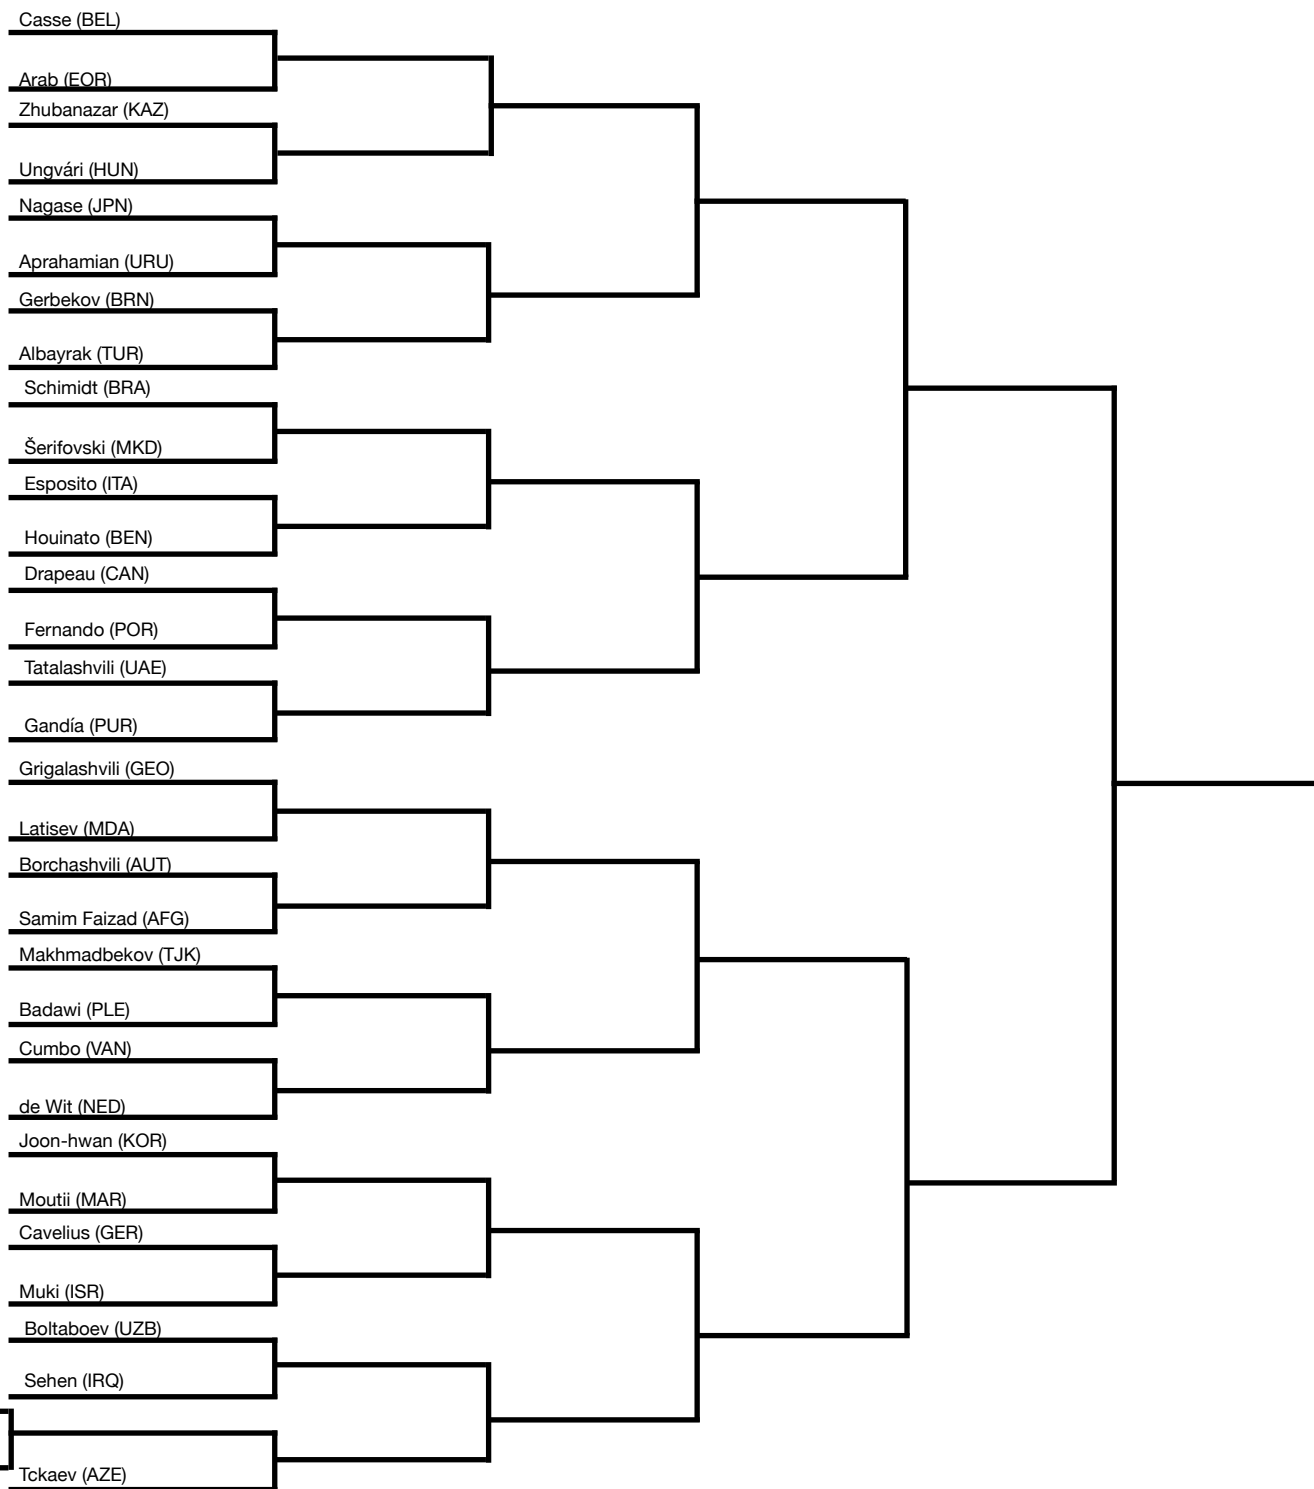 Casse (BEL)
Arab (EOR)
Zhubanazar (KAZ)
Ungvári (HUN)
Nagase (JPN)
Aprahamian (URU)
Gerbekov (BRN)
Albayrak (TUR)
Schimidt (BRA)
Šerifovski (MKD)
Esposito (ITA)
Houinato (BEN)
Drapeau (CAN)
Fernando (POR)
Tatalashvili (UAE)
Gandía (PUR)
Grigalashvili (GEO)
Latisev (MDA)
Borchashvili (AUT)
Samim Faizad (AFG)
Makhmadbekov (TJK)
Badawi (PLE)
Cumbo (VAN)
de Wit (NED)
Joon-hwan (KOR)
Moutii (MAR)
Cavelius (GER)
Muki (ISR)
Boltaboev (UZB)
Sehen (IRQ)
Tckaev (AZE)